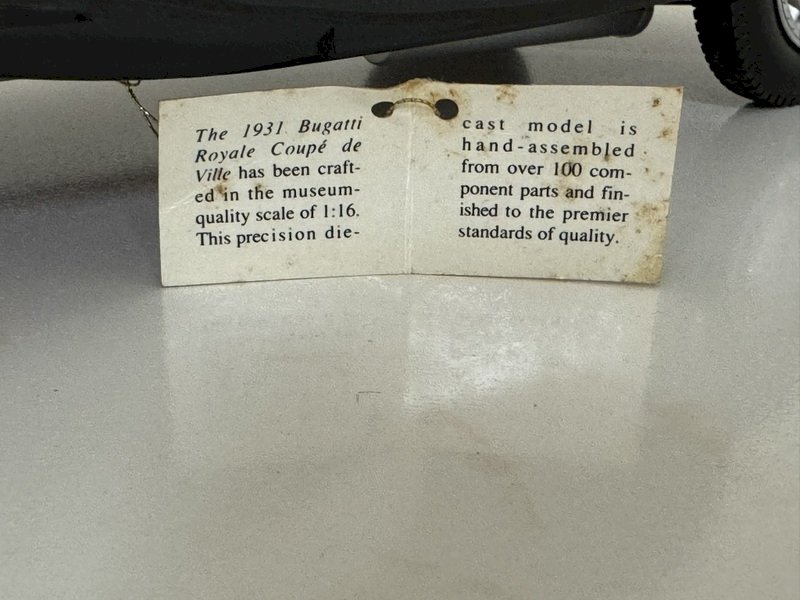 The 1931 Bugatti
Royale Coupé de
Ville has been craft-
ed in the museum-
quality scale of 1:16.
This precision die-
cast model is
hand-assembled
from over 100 com-
ponent parts and fin-
ished to the premier
standards of quality.